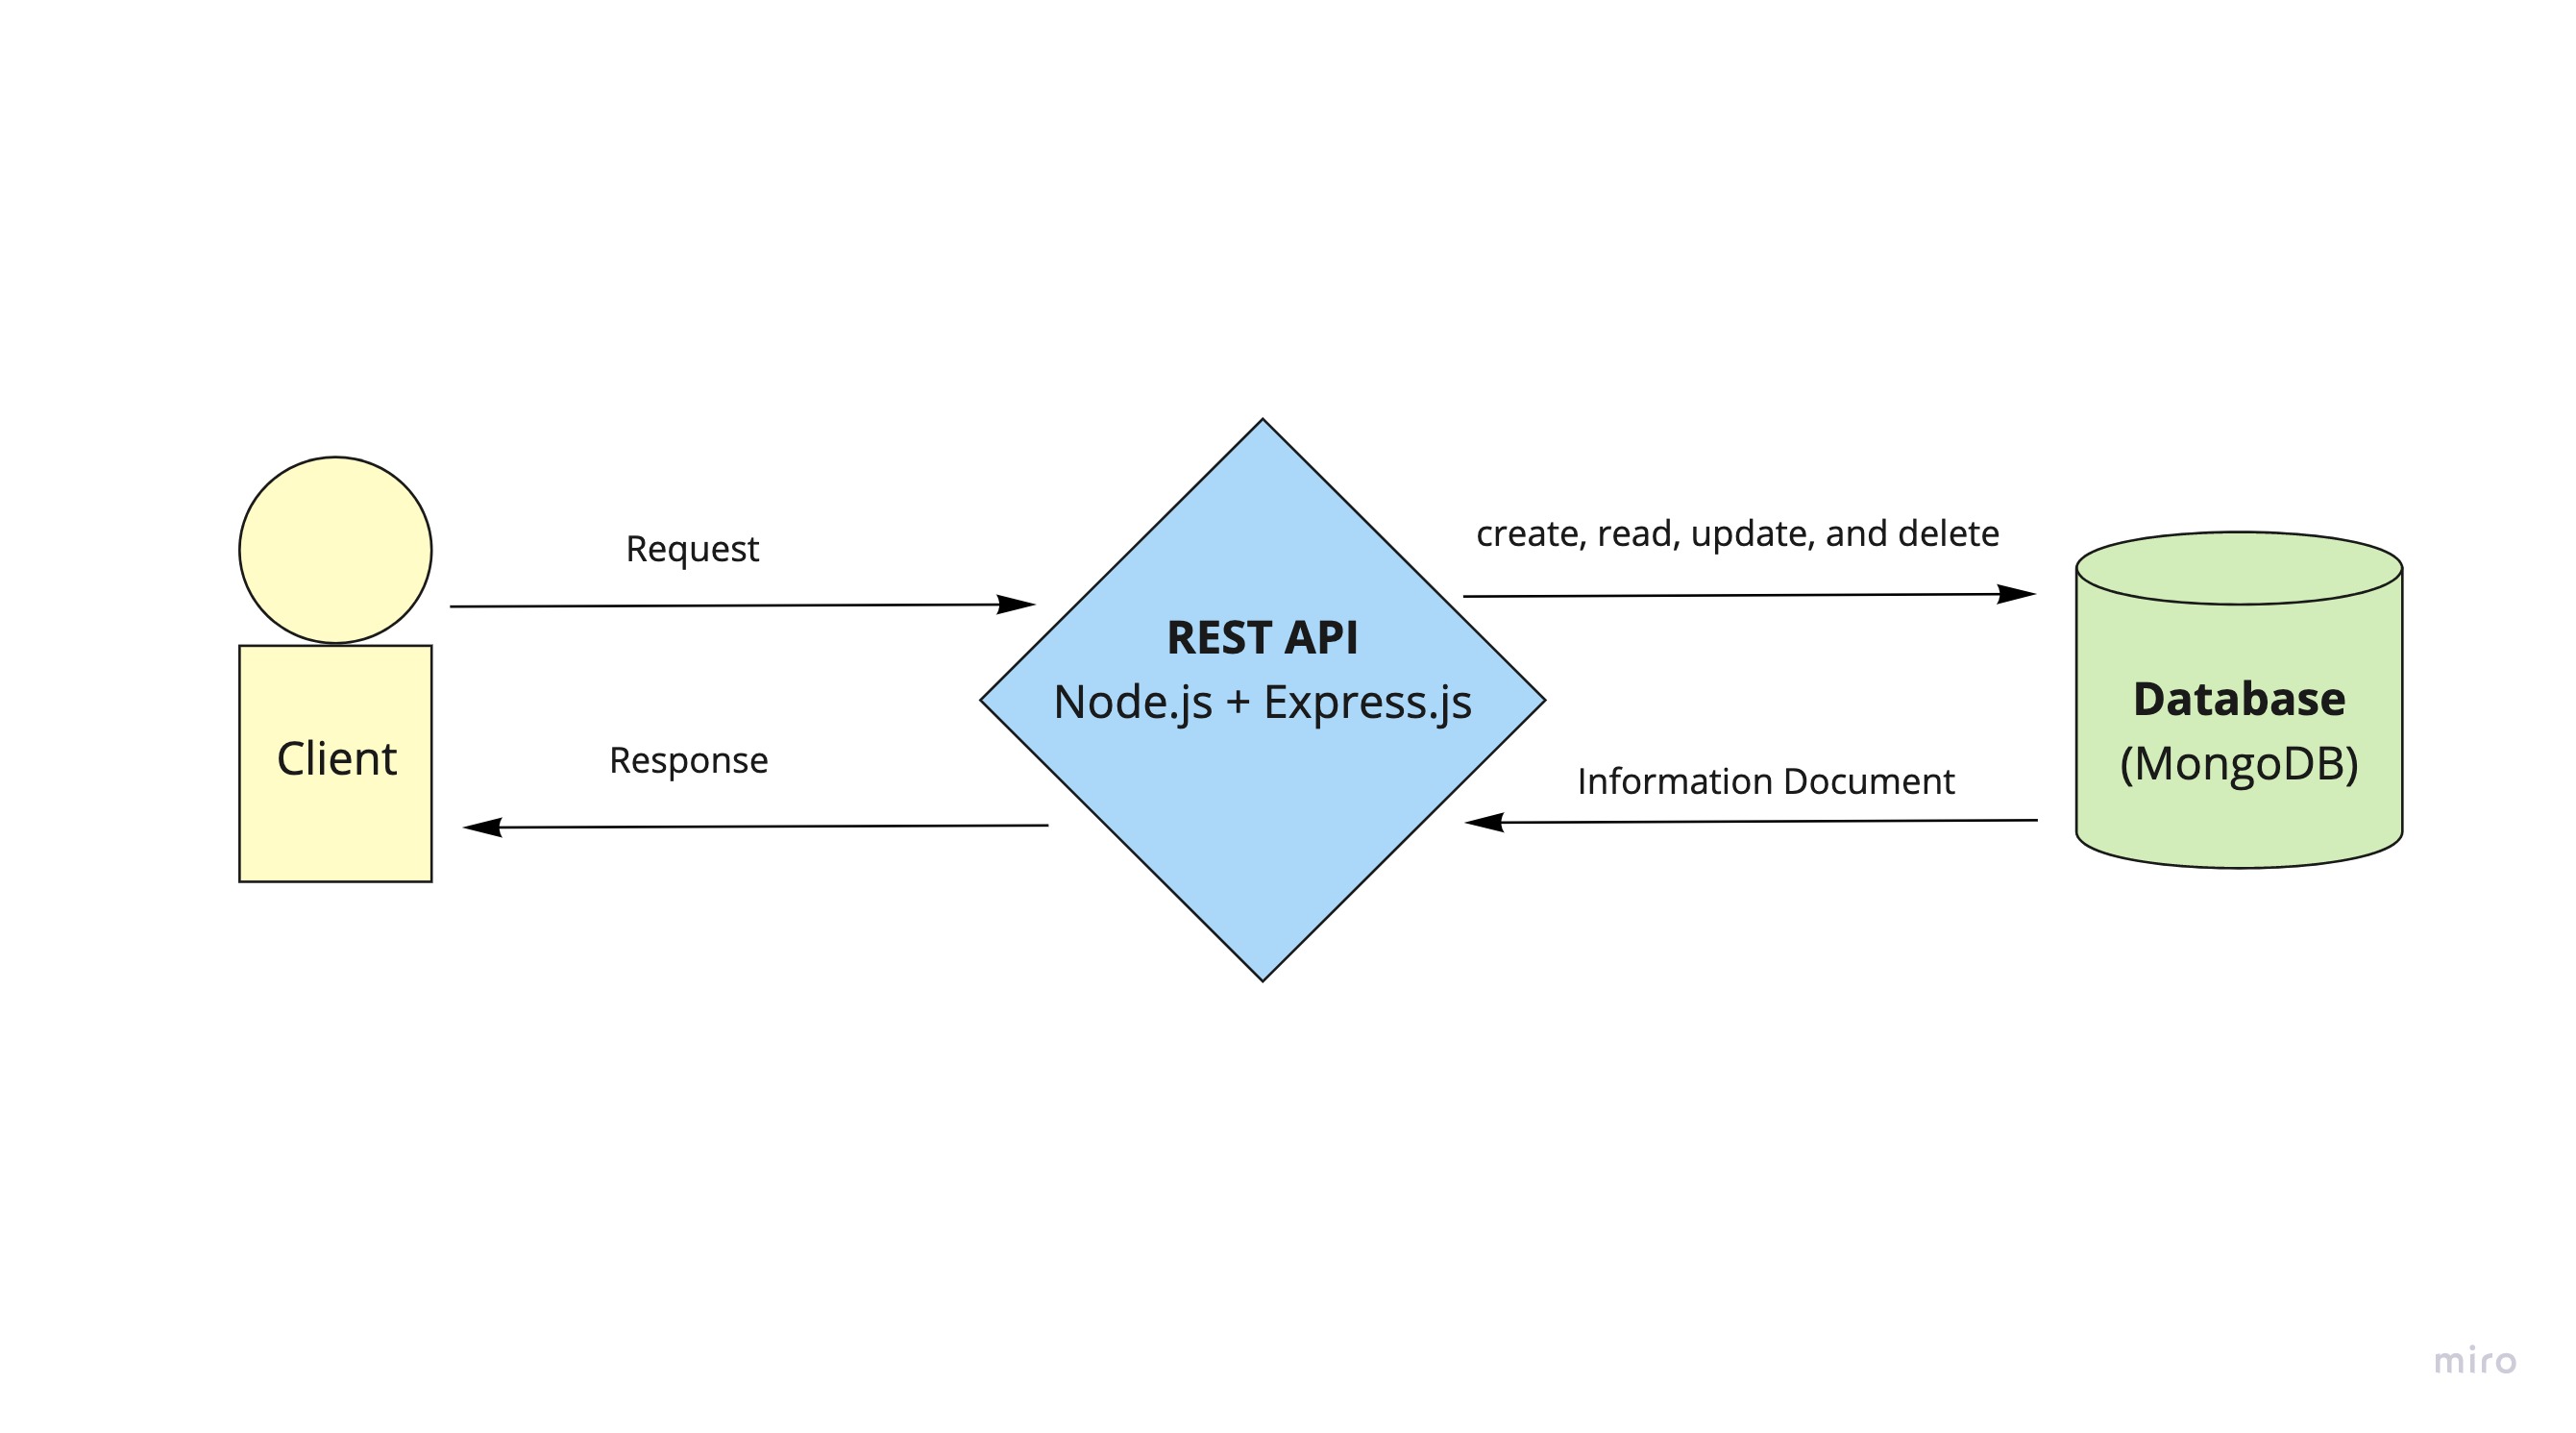 Request
create, read, update, and delete
REST API
Node.js + Express.js
Client
Response
Database
(MongoDB)
Information Document
miro